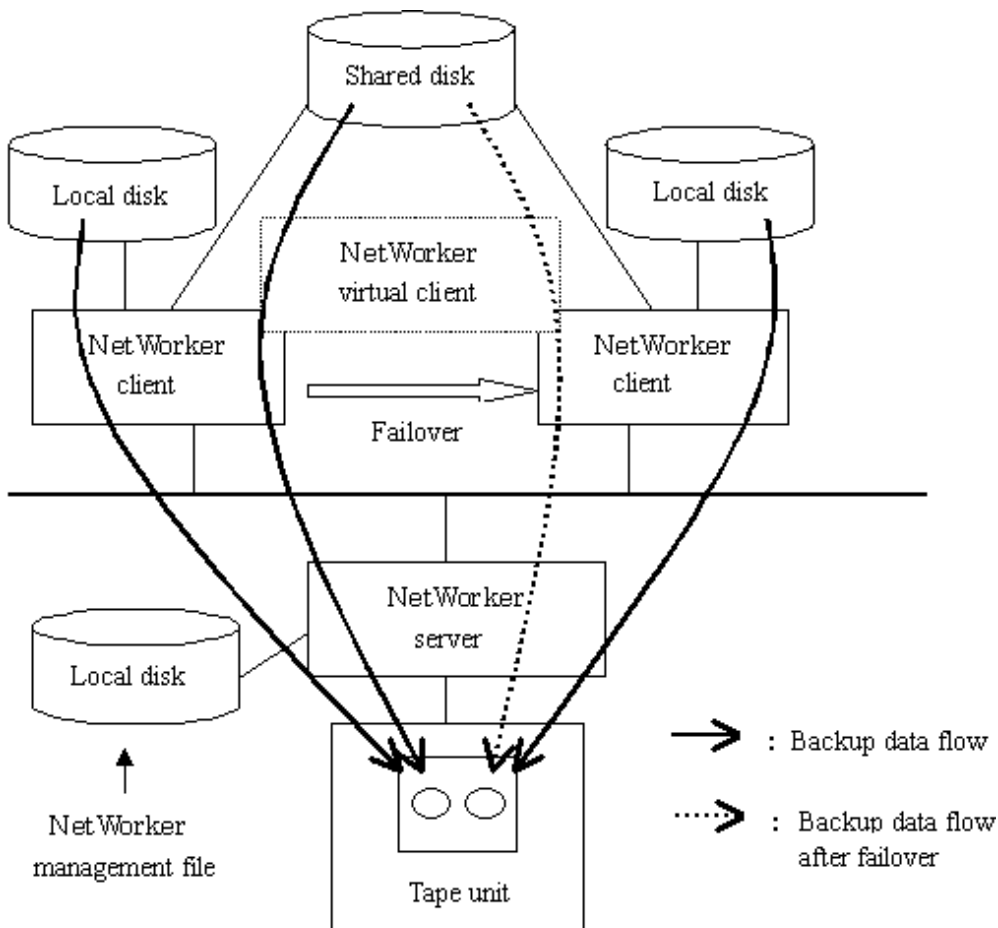 Shared disk
Local disk
Local disk
NetWorker
virtual client
NetWorker
client
NetWorker
client
Failover
NetWorker
server
Local disk
: Backup data flow
NetWorker
management file
: Backup data flow
after failover
Tape unit